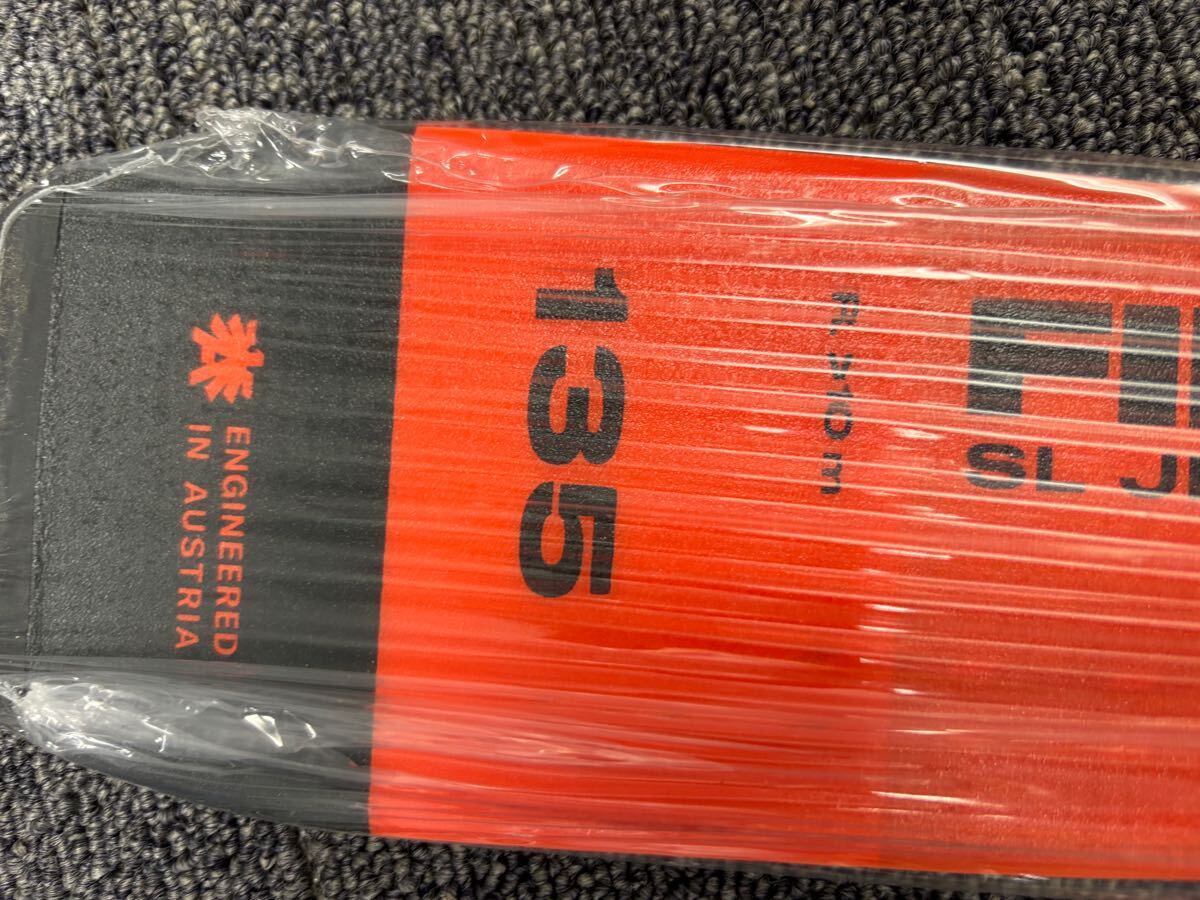 ENGINEERED
IN AUSTRIA
135
R. >10 m
SL